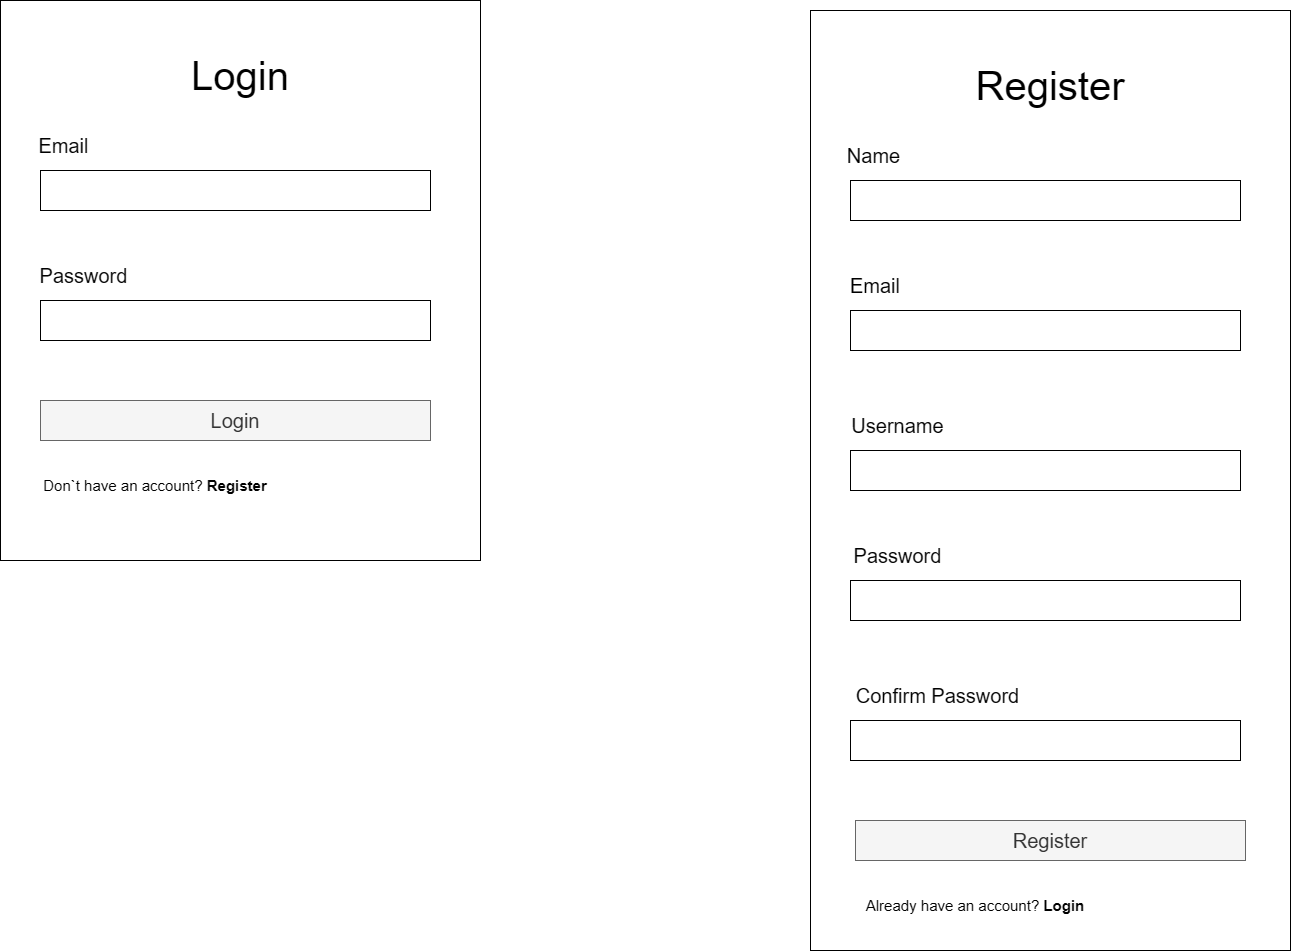 Login
Email
Password
Login
Don`t have an account? Register
Register
Name
Email
Username
Password
Confirm Password
Register
Already have an account? Login